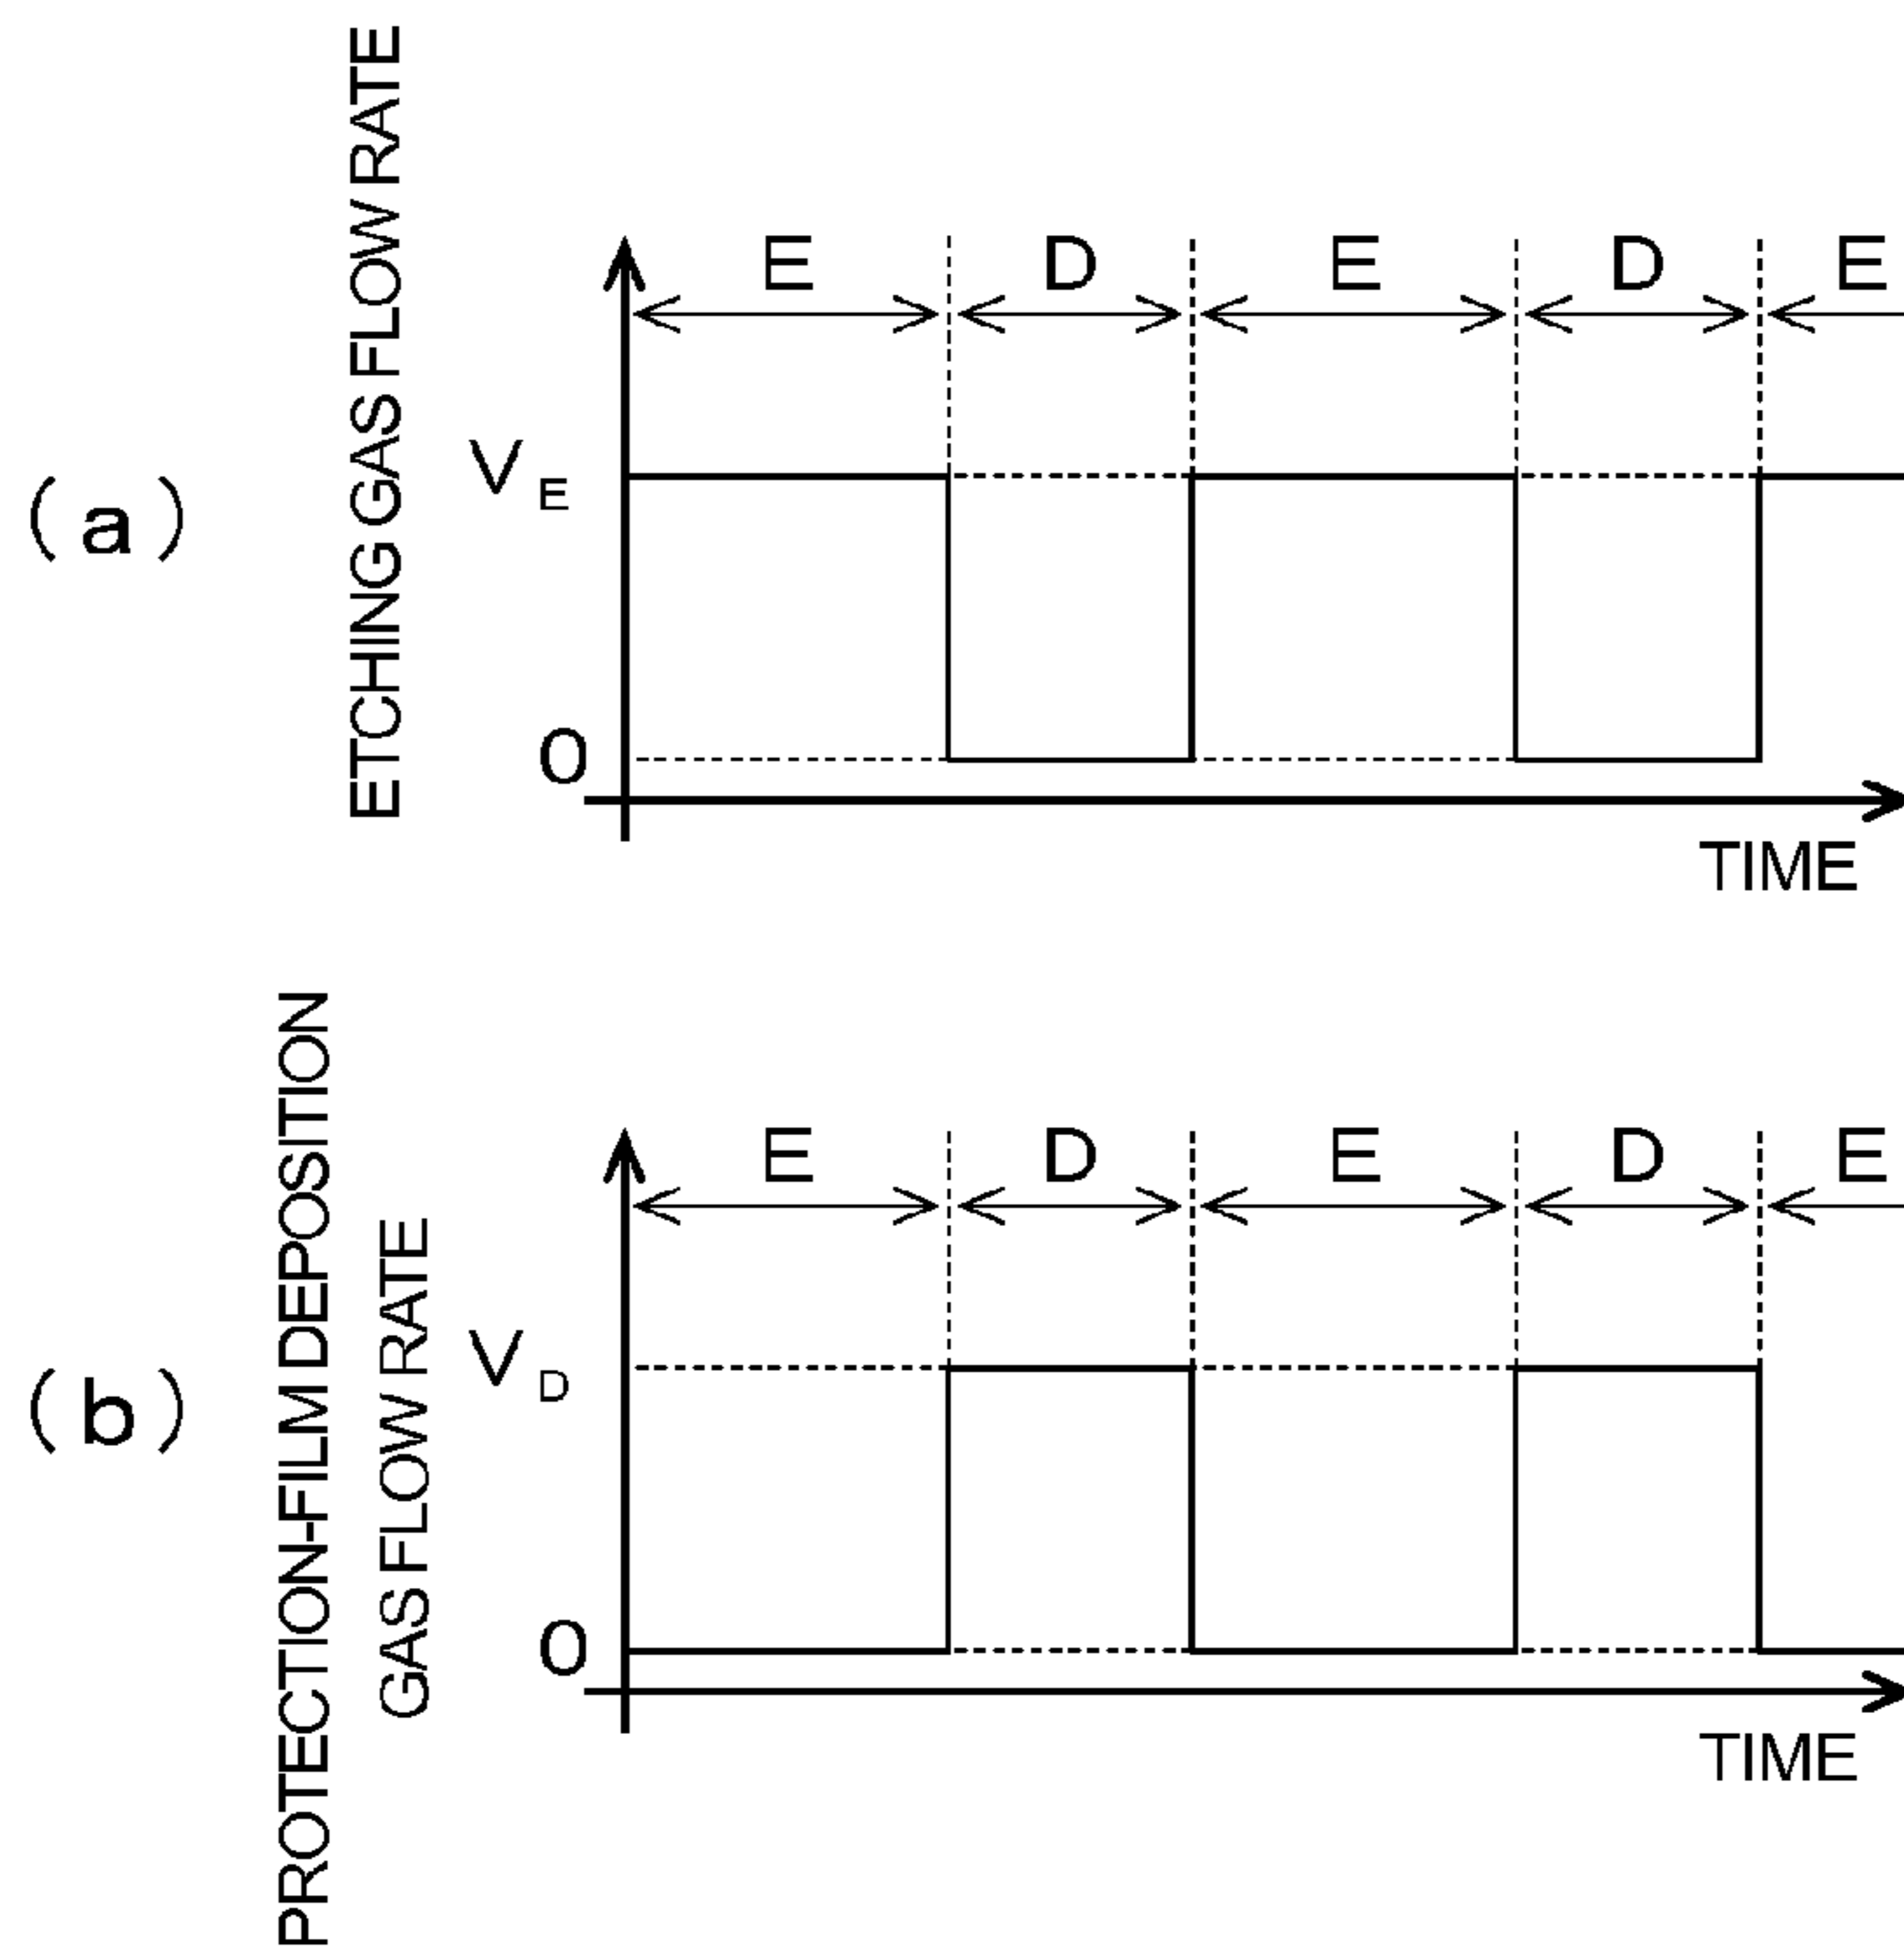 (a)
ETCHING GAS FLOW RATE
E D E D E
V_E
0
TIME
(b)
PROTECTION-FILM DEPOSITION
GAS FLOW RATE
E D E D E
V_D
0
TIME